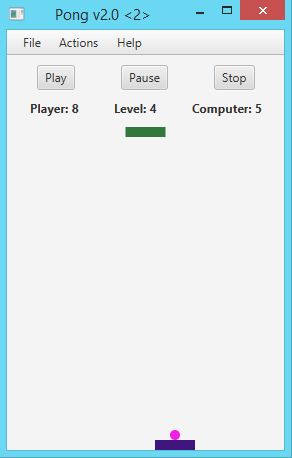 Pong v2.0 <2>
File Actions Help
Play Pause Stop
Player: 8 Level: 4 Computer: 5